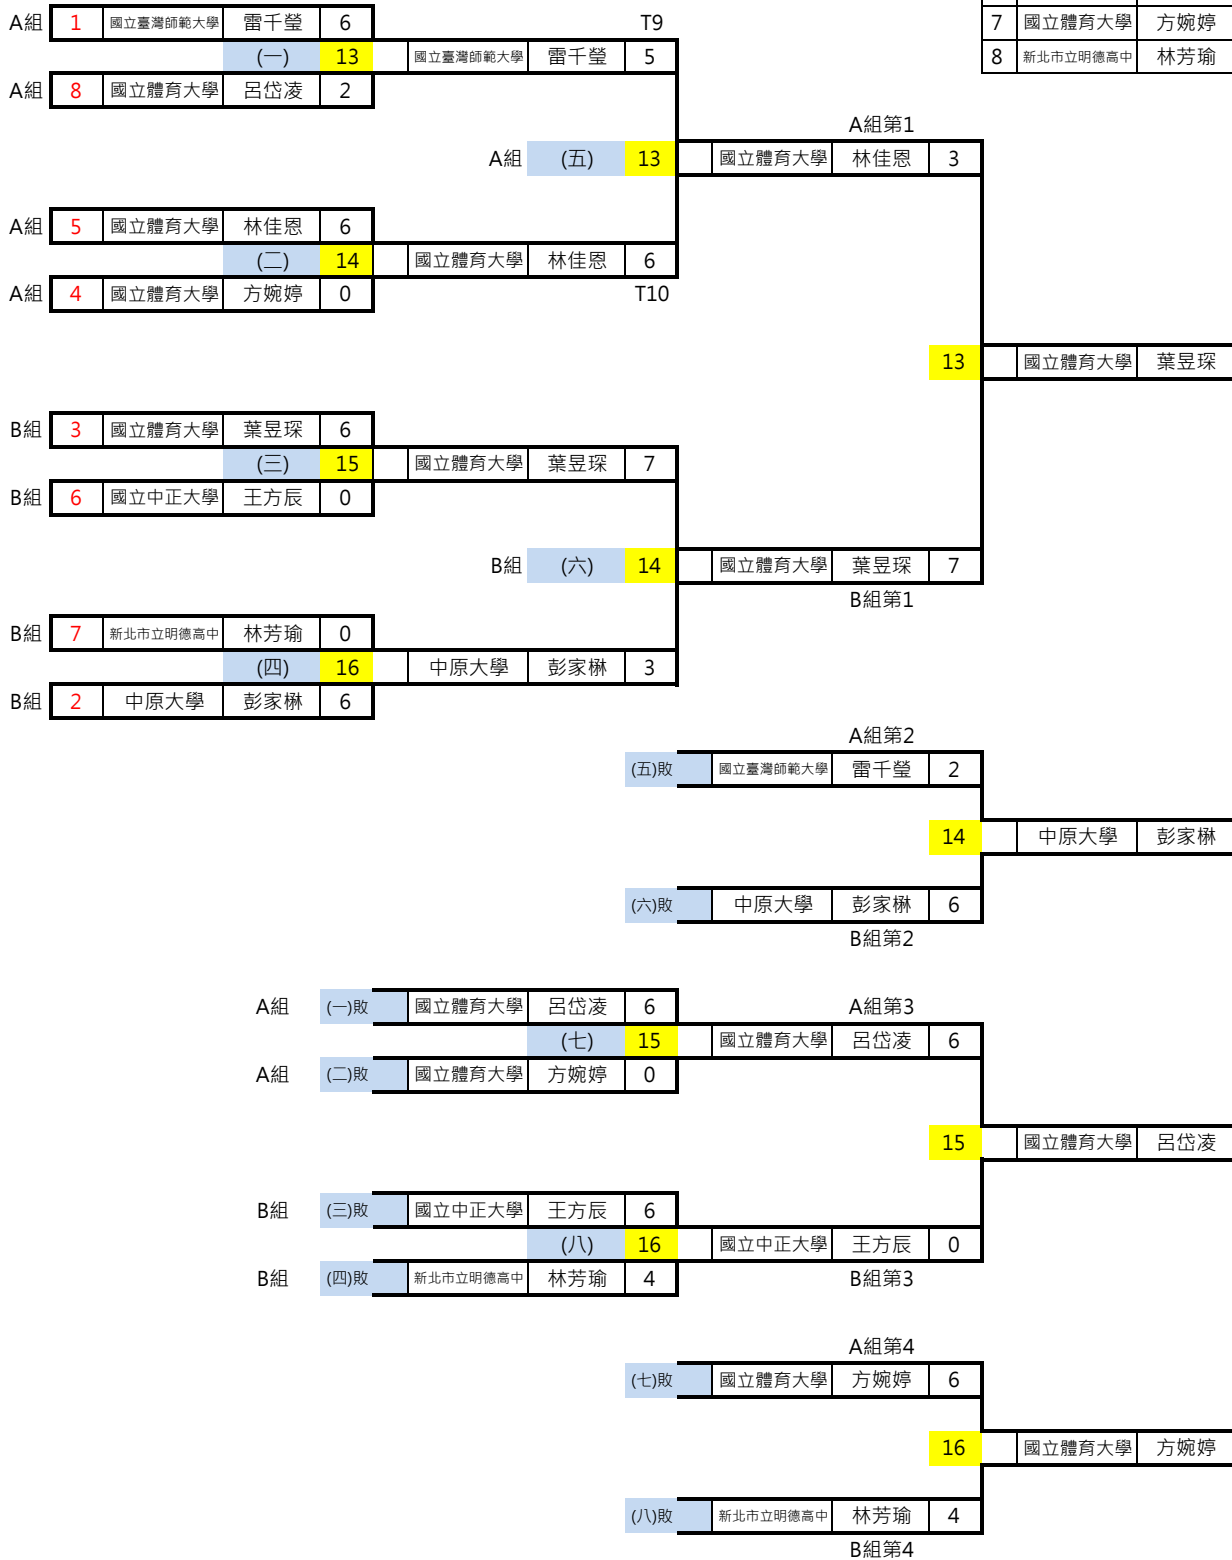 A組 1 國立臺灣師範大學 雷千瑩 6 T9 7 國立體育大學 方婉婷
(一) 13 國立臺灣師範大學 雷千瑩 5 8 新北市立明德高中 林芳瑜
A組 8 國立體育大學 呂岱凌 2
A組第1
A組 (五) 13 國立體育大學 林佳恩 3
A組 5 國立體育大學 林佳恩 6
(二) 14 國立體育大學 林佳恩 6
A組 4 國立體育大學 方婉婷 0 T10
13 國立體育大學 葉昱琛
B組 3 國立體育大學 葉昱琛 6
(三) 15 國立體育大學 葉昱琛 7
B組 6 國立中正大學 王方辰 0
B組 (六) 14 國立體育大學 葉昱琛 7
B組第1
B組 7 新北市立明德高中 林芳瑜 0
(四) 16 中原大學 彭家楙 3
B組 2 中原大學 彭家楙 6
A組第2
(五)敗 國立臺灣師範大學 雷千瑩 2
14 中原大學 彭家楙
(六)敗 中原大學 彭家楙 6
B組第2
A組 (一)敗 國立體育大學 呂岱凌 6 A組第3
(七) 15 國立體育大學 呂岱凌 6
A組 (二)敗 國立體育大學 方婉婷 0
15 國立體育大學 呂岱凌
B組 (三)敗 國立中正大學 王方辰 6
(八) 16 國立中正大學 王方辰 0
B組 (四)敗 新北市立明德高中 林芳瑜 4 B組第3
A組第4
(七)敗 國立體育大學 方婉婷 6
16 國立體育大學 方婉婷
(八)敗 新北市立明德高中 林芳瑜 4
B組第4